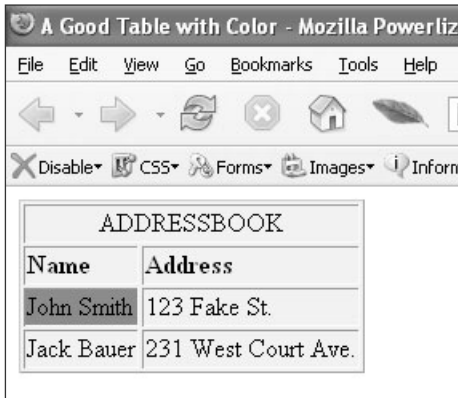 A Good Table with Color - Mozilla Powerliz
File Edit View Go Bookmarks Tools Help
Disable CSS Forms Images Inform
ADDRESSBOOK
Name Address
John Smith 123 Fake St.
Jack Bauer 231 West Court Ave.